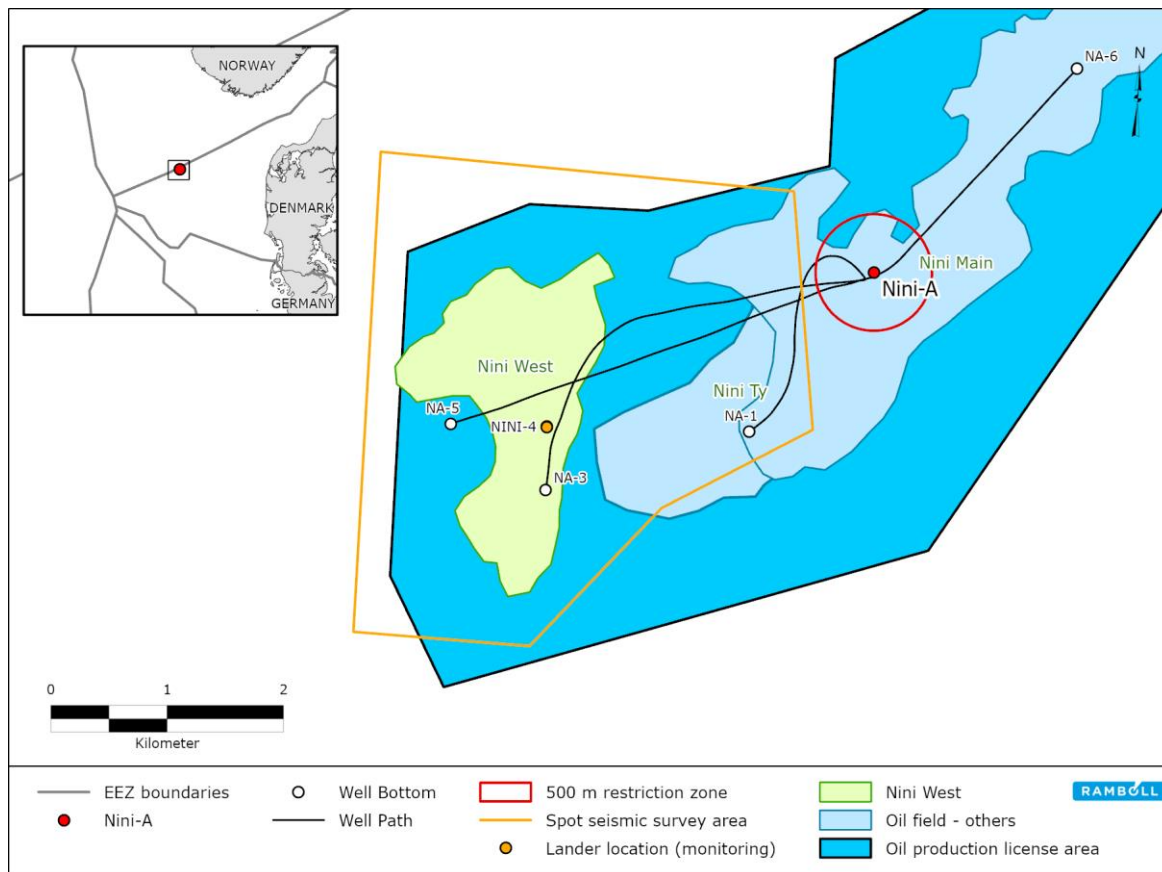 NORWAY
DENMARK
GERMANY
NA-6
N
Nini Main
Nini-A
Nini West
Nini Ty
NA-5
NINI-4
NA-1
NA-3
0 1 2
Kilometer
EEZ boundaries
Well Bottom
500 m restriction zone
Nini West
RAMBOLL
Nini-A
Well Path
Spot seismic survey area
Oil field - others
Lander location (monitoring)
Oil production license area